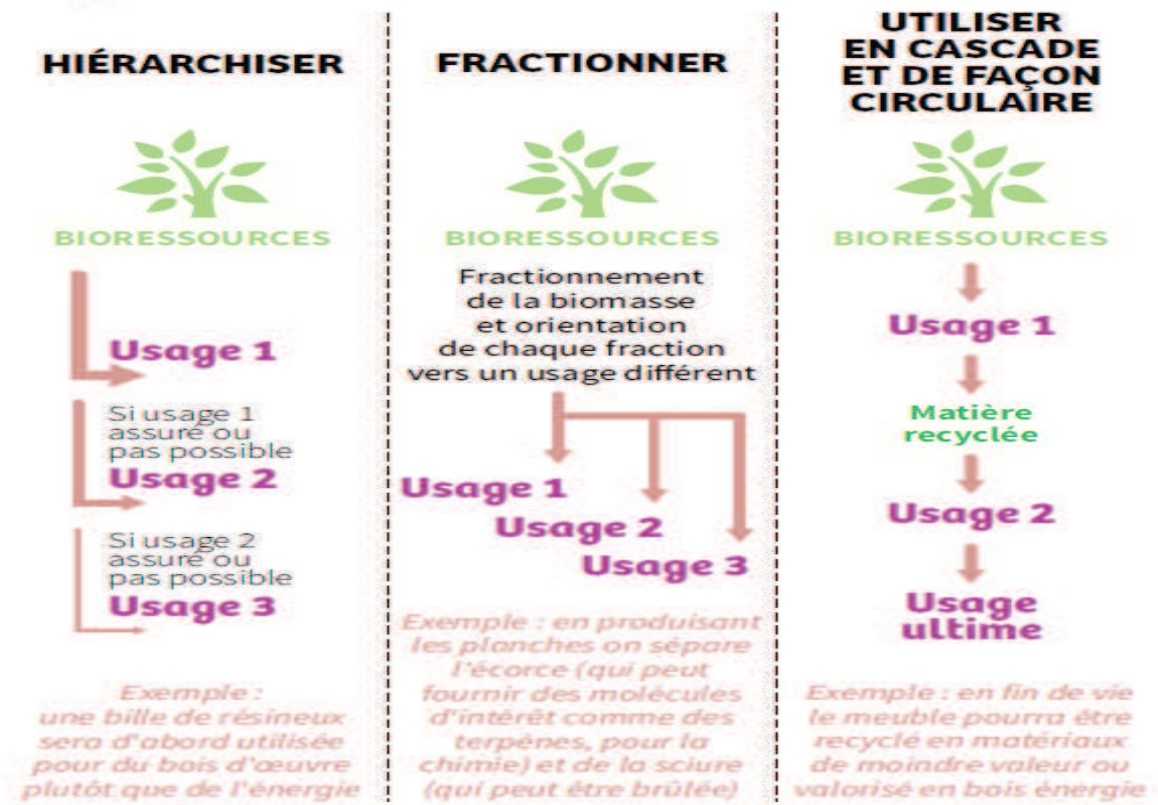 HIÉRARCHISER
BIORESSOURCES
Usage 1
Si usage 1
assuré ou
pas possible
Usage 2
Si usage 2
assuré ou
pas possible
Usage 3
Exemple :
une bille de résineux
sera d'abord utilisée
pour du bois d'œuvre
plutôt que de l'énergie
FRACTIONNER
BIORESSOURCES
Fractionnement
de la biomasse
et orientation
de chaque fraction
vers un usage différent
Usage 1
Usage 2
Usage 3
Exemple : en produisant
les planches on sépare
l'écorce (qui peut
fournir des molécules
d'intérêt comme des
terpènes, pour la
chimie) et de la sciure
(qui peut être brûlée)
UTILISER
EN CASCADE
ET DE FAÇON
CIRCULAIRE
BIORESSOURCES
Usage 1
Matière
recyclée
Usage 2
Usage
ultime
Exemple : en fin de vie
le meuble pourra être
recyclé en matériaux
de moindre valeur ou
valorisé en bois énergie